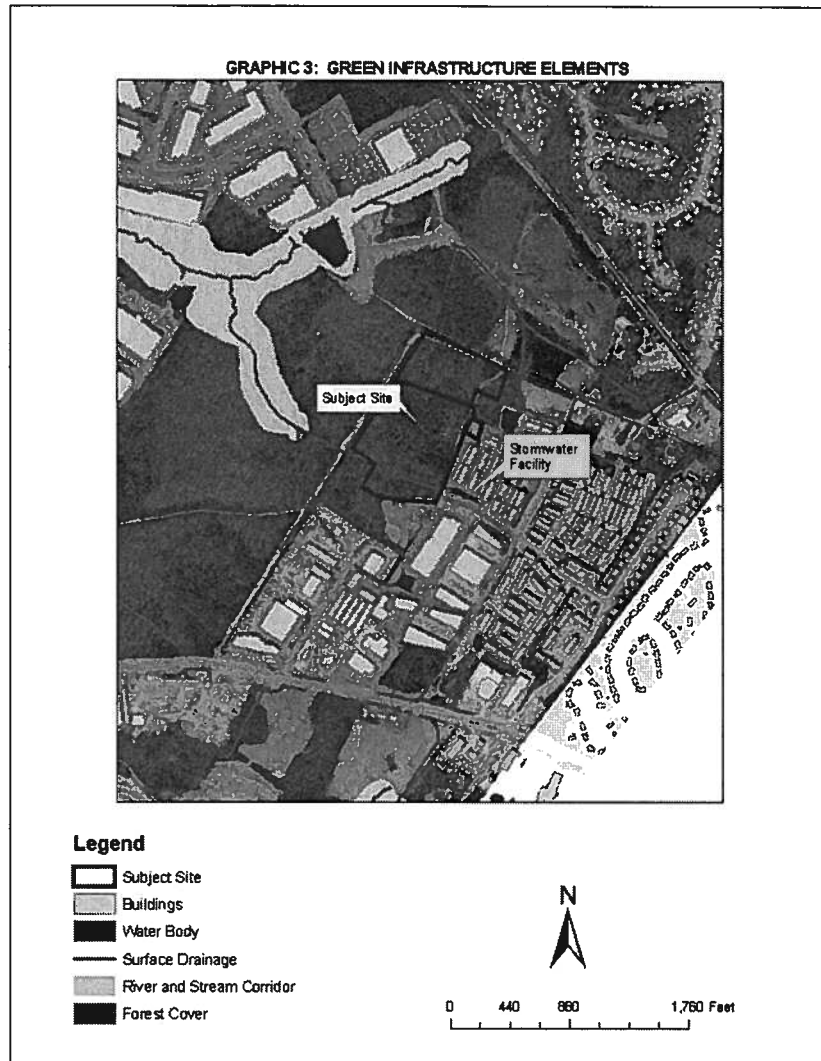 GRAPHIC 3: GREEN INFRASTRUCTURE ELEMENTS
Subject Site
Stormwater
Facility
Legend
Subject Site
Buildings
Water Body
Surface Drainage
River and Stream Corridor
Forest Cover
N
0 440 860 1,760 Feet